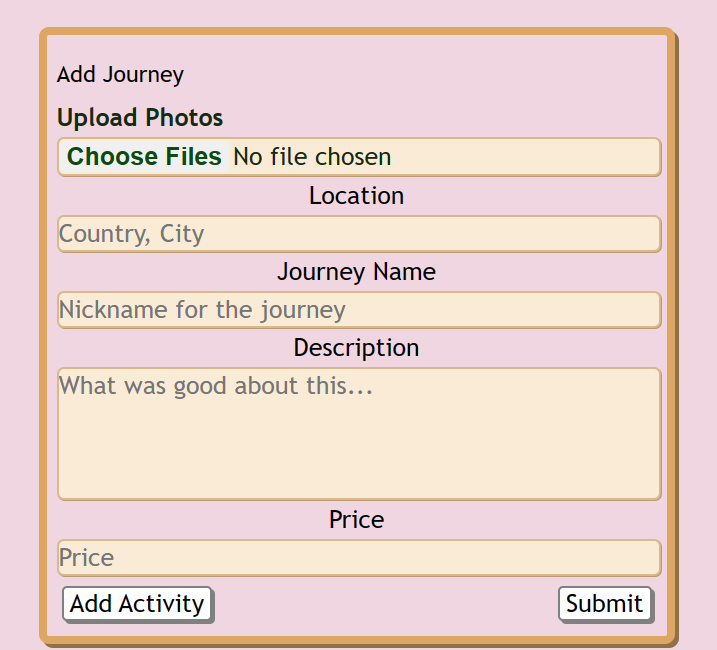 Add Journey
Upload Photos
Choose Files No file chosen
Location
Country, City
Journey Name
Nickname for the journey
Description
What was good about this...
Price
Price
Add Activity Submit